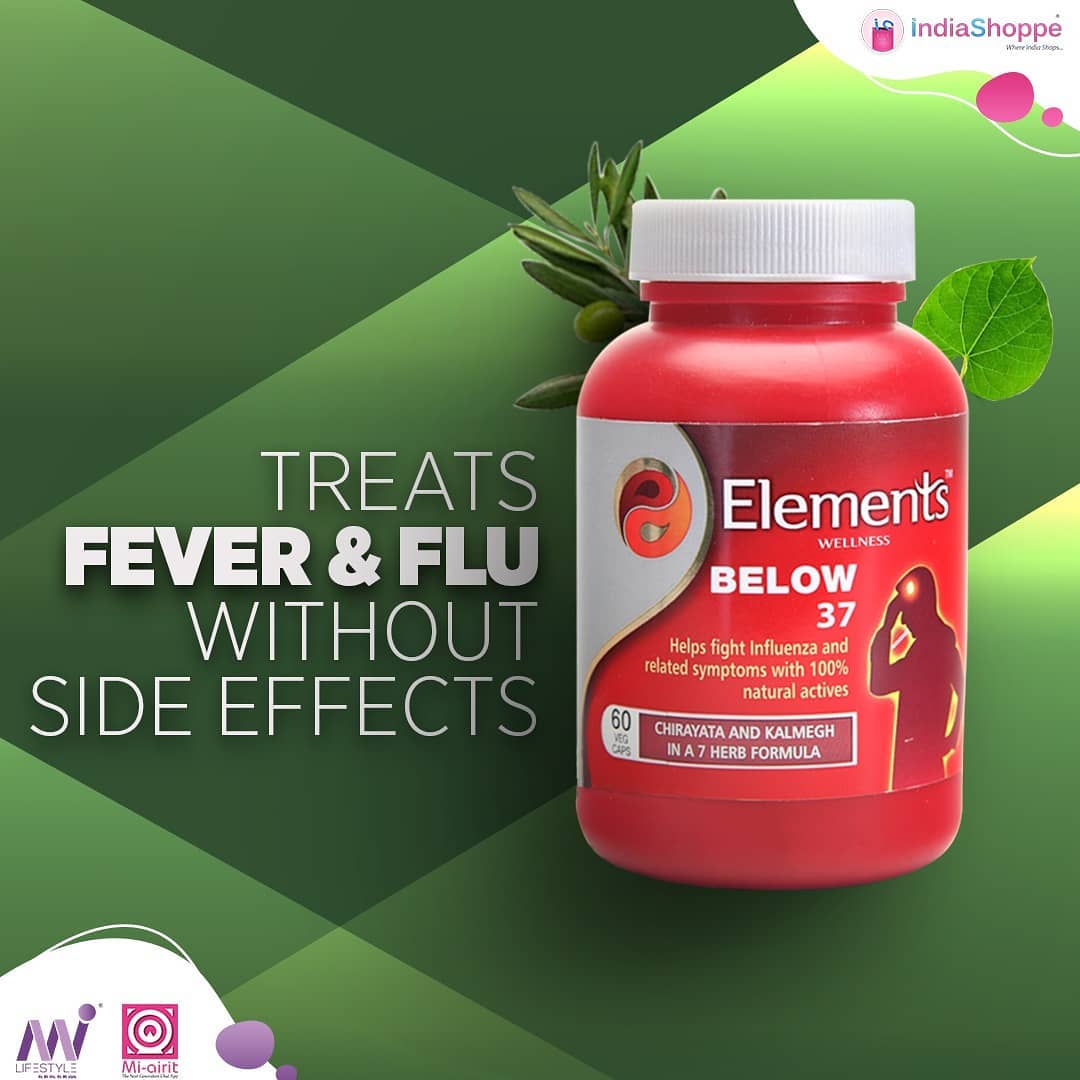 IndiaShoppe
Where India Shops...
TREATS
FEVER & FLU
WITHOUT
SIDE EFFECTS
Elements™
WELLNESS
BELOW
37
Helps fight Influenza and
related symptoms with 100%
natural actives
60
VEG
CAPS
CHIRAYATA AND KALMEGH
IN A 7 HERB FORMULA
LIFESTYLE
Mi-airit